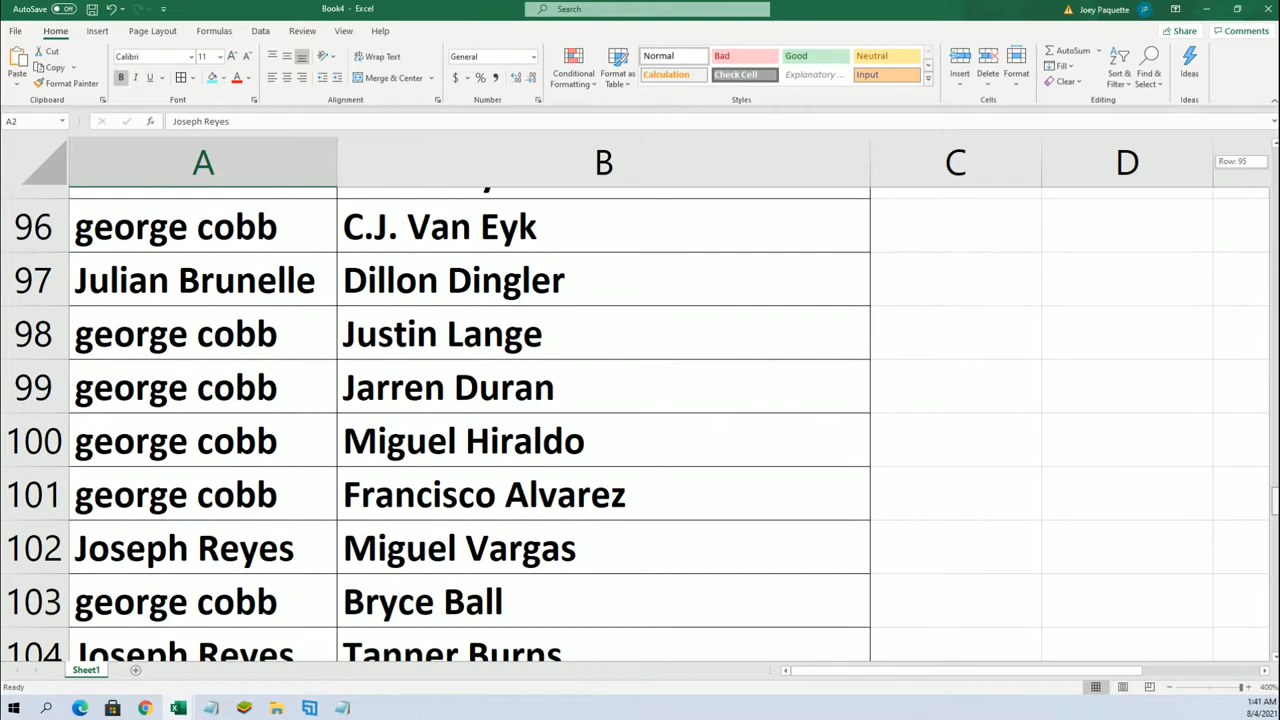 AutoSave Off Book4 - Excel Search Joey Paquette JP
File Home Insert Page Layout Formulas Data Review View Help Share Comments
Cut Calibri 11 Wrap Text General Normal Bad Good Neutral AutoSum
Copy Fill
Paste Format Painter Merge & Center Conditional Formatting Format as Table Calculation Check Cell Explanatory ... Input Insert Delete Format Clear Sort & Filter Find & Select Ideas
Clipboard Font Alignment Number Styles Cells Editing Ideas
A2 fx Joseph Reyes
A B C D Row: 95
96 george cobb C.J. Van Eyk
97 Julian Brunelle Dillon Dingler
98 george cobb Justin Lange
99 george cobb Jarren Duran
100 george cobb Miguel Hiraldo
101 george cobb Francisco Alvarez
102 Joseph Reyes Miguel Vargas
103 george cobb Bryce Ball
104 Joseph Reyes Tanner Burns
Sheet1
Ready 400%
1:41 AM
8/4/2021